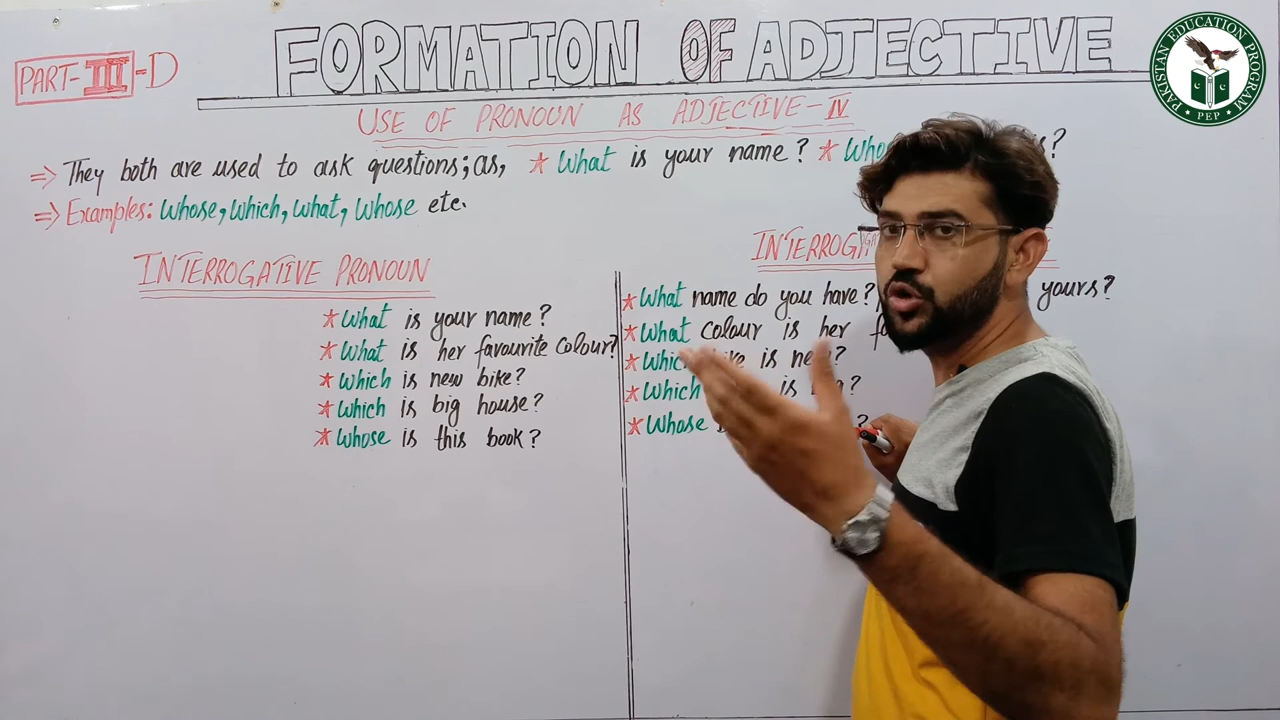 PART-III-D
FORMATION OF ADJECTIVE
PAKISTAN EDUCATION PROGRAM
• PEP •
USE OF PRONOUN AS ADJECTIVE-IV
⇒ They both are used to ask questions; as, * What is your name? * Who ?
⇒ Examples: Whose, Which, What, Whose etc.
INTERROGATIVE PRONOUN
* What is your name?
* What is her favourite colour?
* Which is new bike?
* Which is big house?
* Whose is this book?
INTERROGA
* What name do you have? yours?
* What colour is her
* Which is new?
* Which is ?
* Whose ?